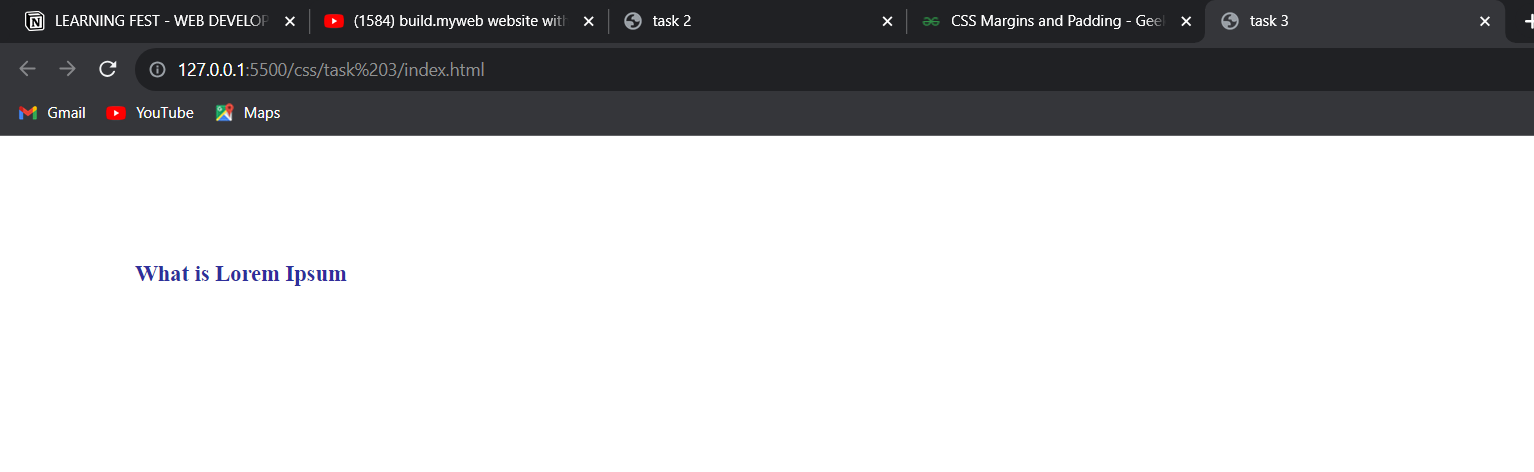 LEARNING FEST - WEB DEVELOP
(1584) build.myweb website with
task 2
CSS Margins and Padding - Geek
task 3
127.0.0.1:5500/css/task%203/index.html
Gmail
YouTube
Maps
What is Lorem Ipsum